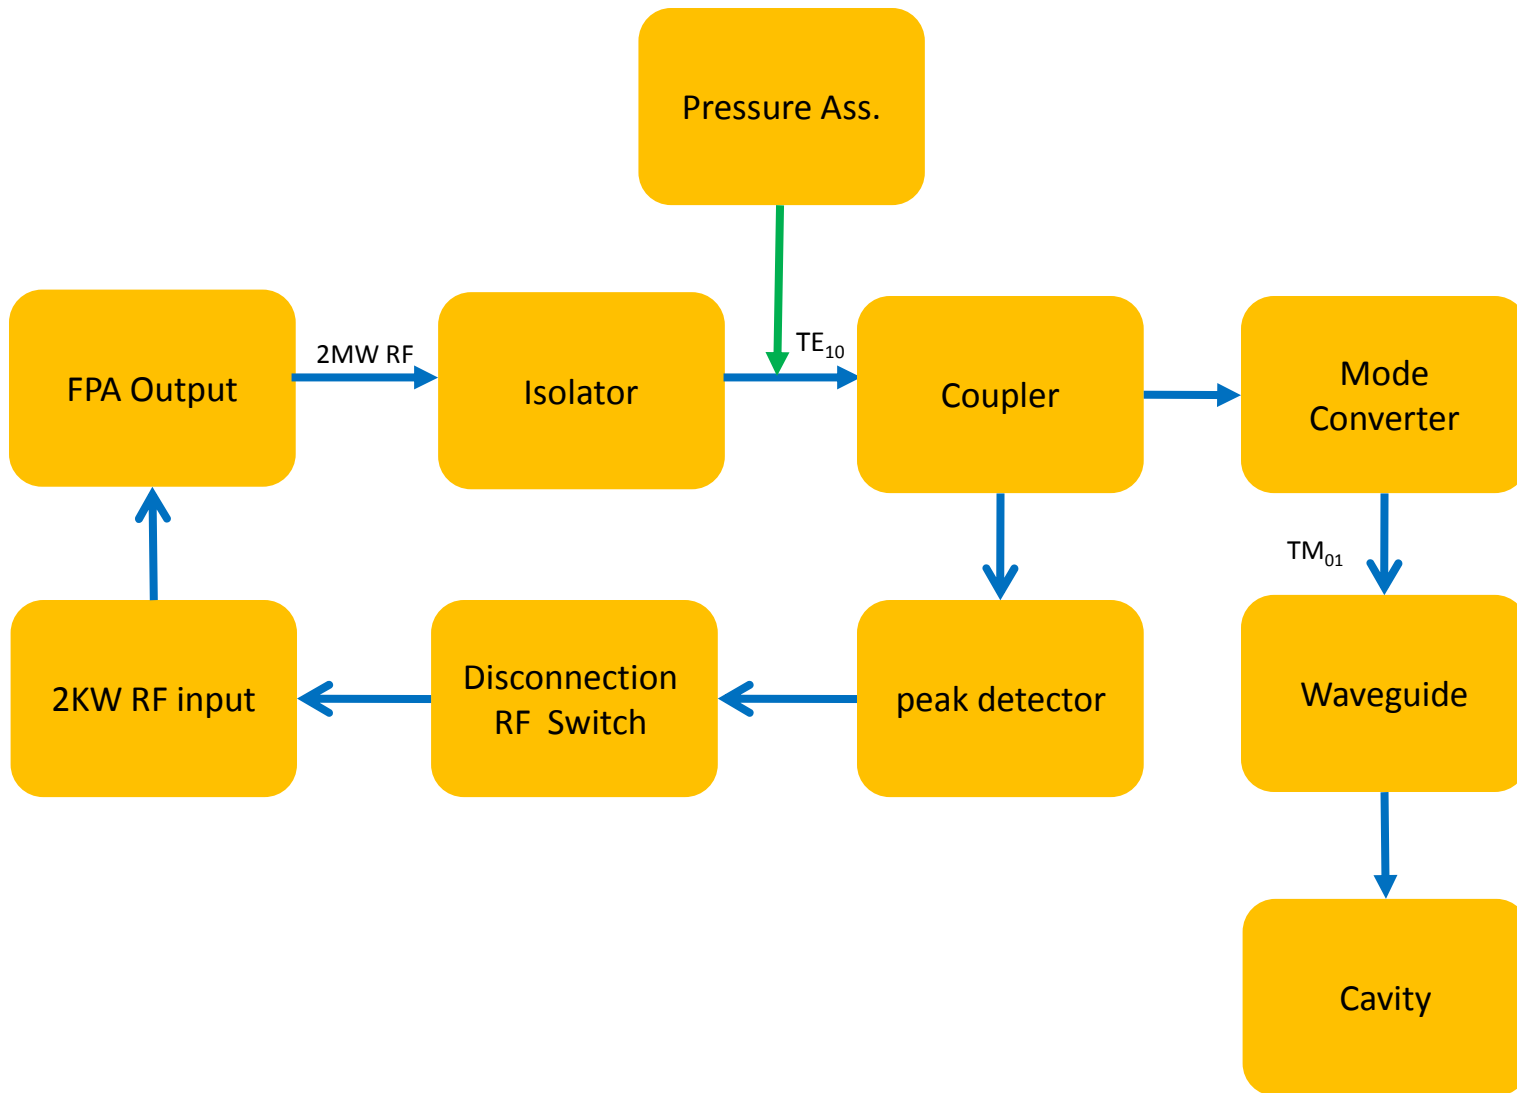 Pressure Ass.
FPA Output
2MW RF
Isolator
TE10
Coupler
Mode
Converter
TM01
2KW RF input
Disconnection
RF  Switch
peak detector
Waveguide
Cavity